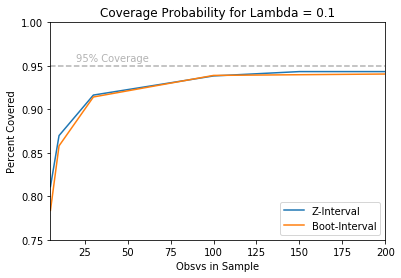 Coverage Probability for Lambda = 0.1
1.00
95% Coverage
0.95
0.90
0.85
0.80
0.75
Percent Covered
Z-Interval
Boot-Interval
25 50 75 100 125 150 175 200
Obsvs in Sample